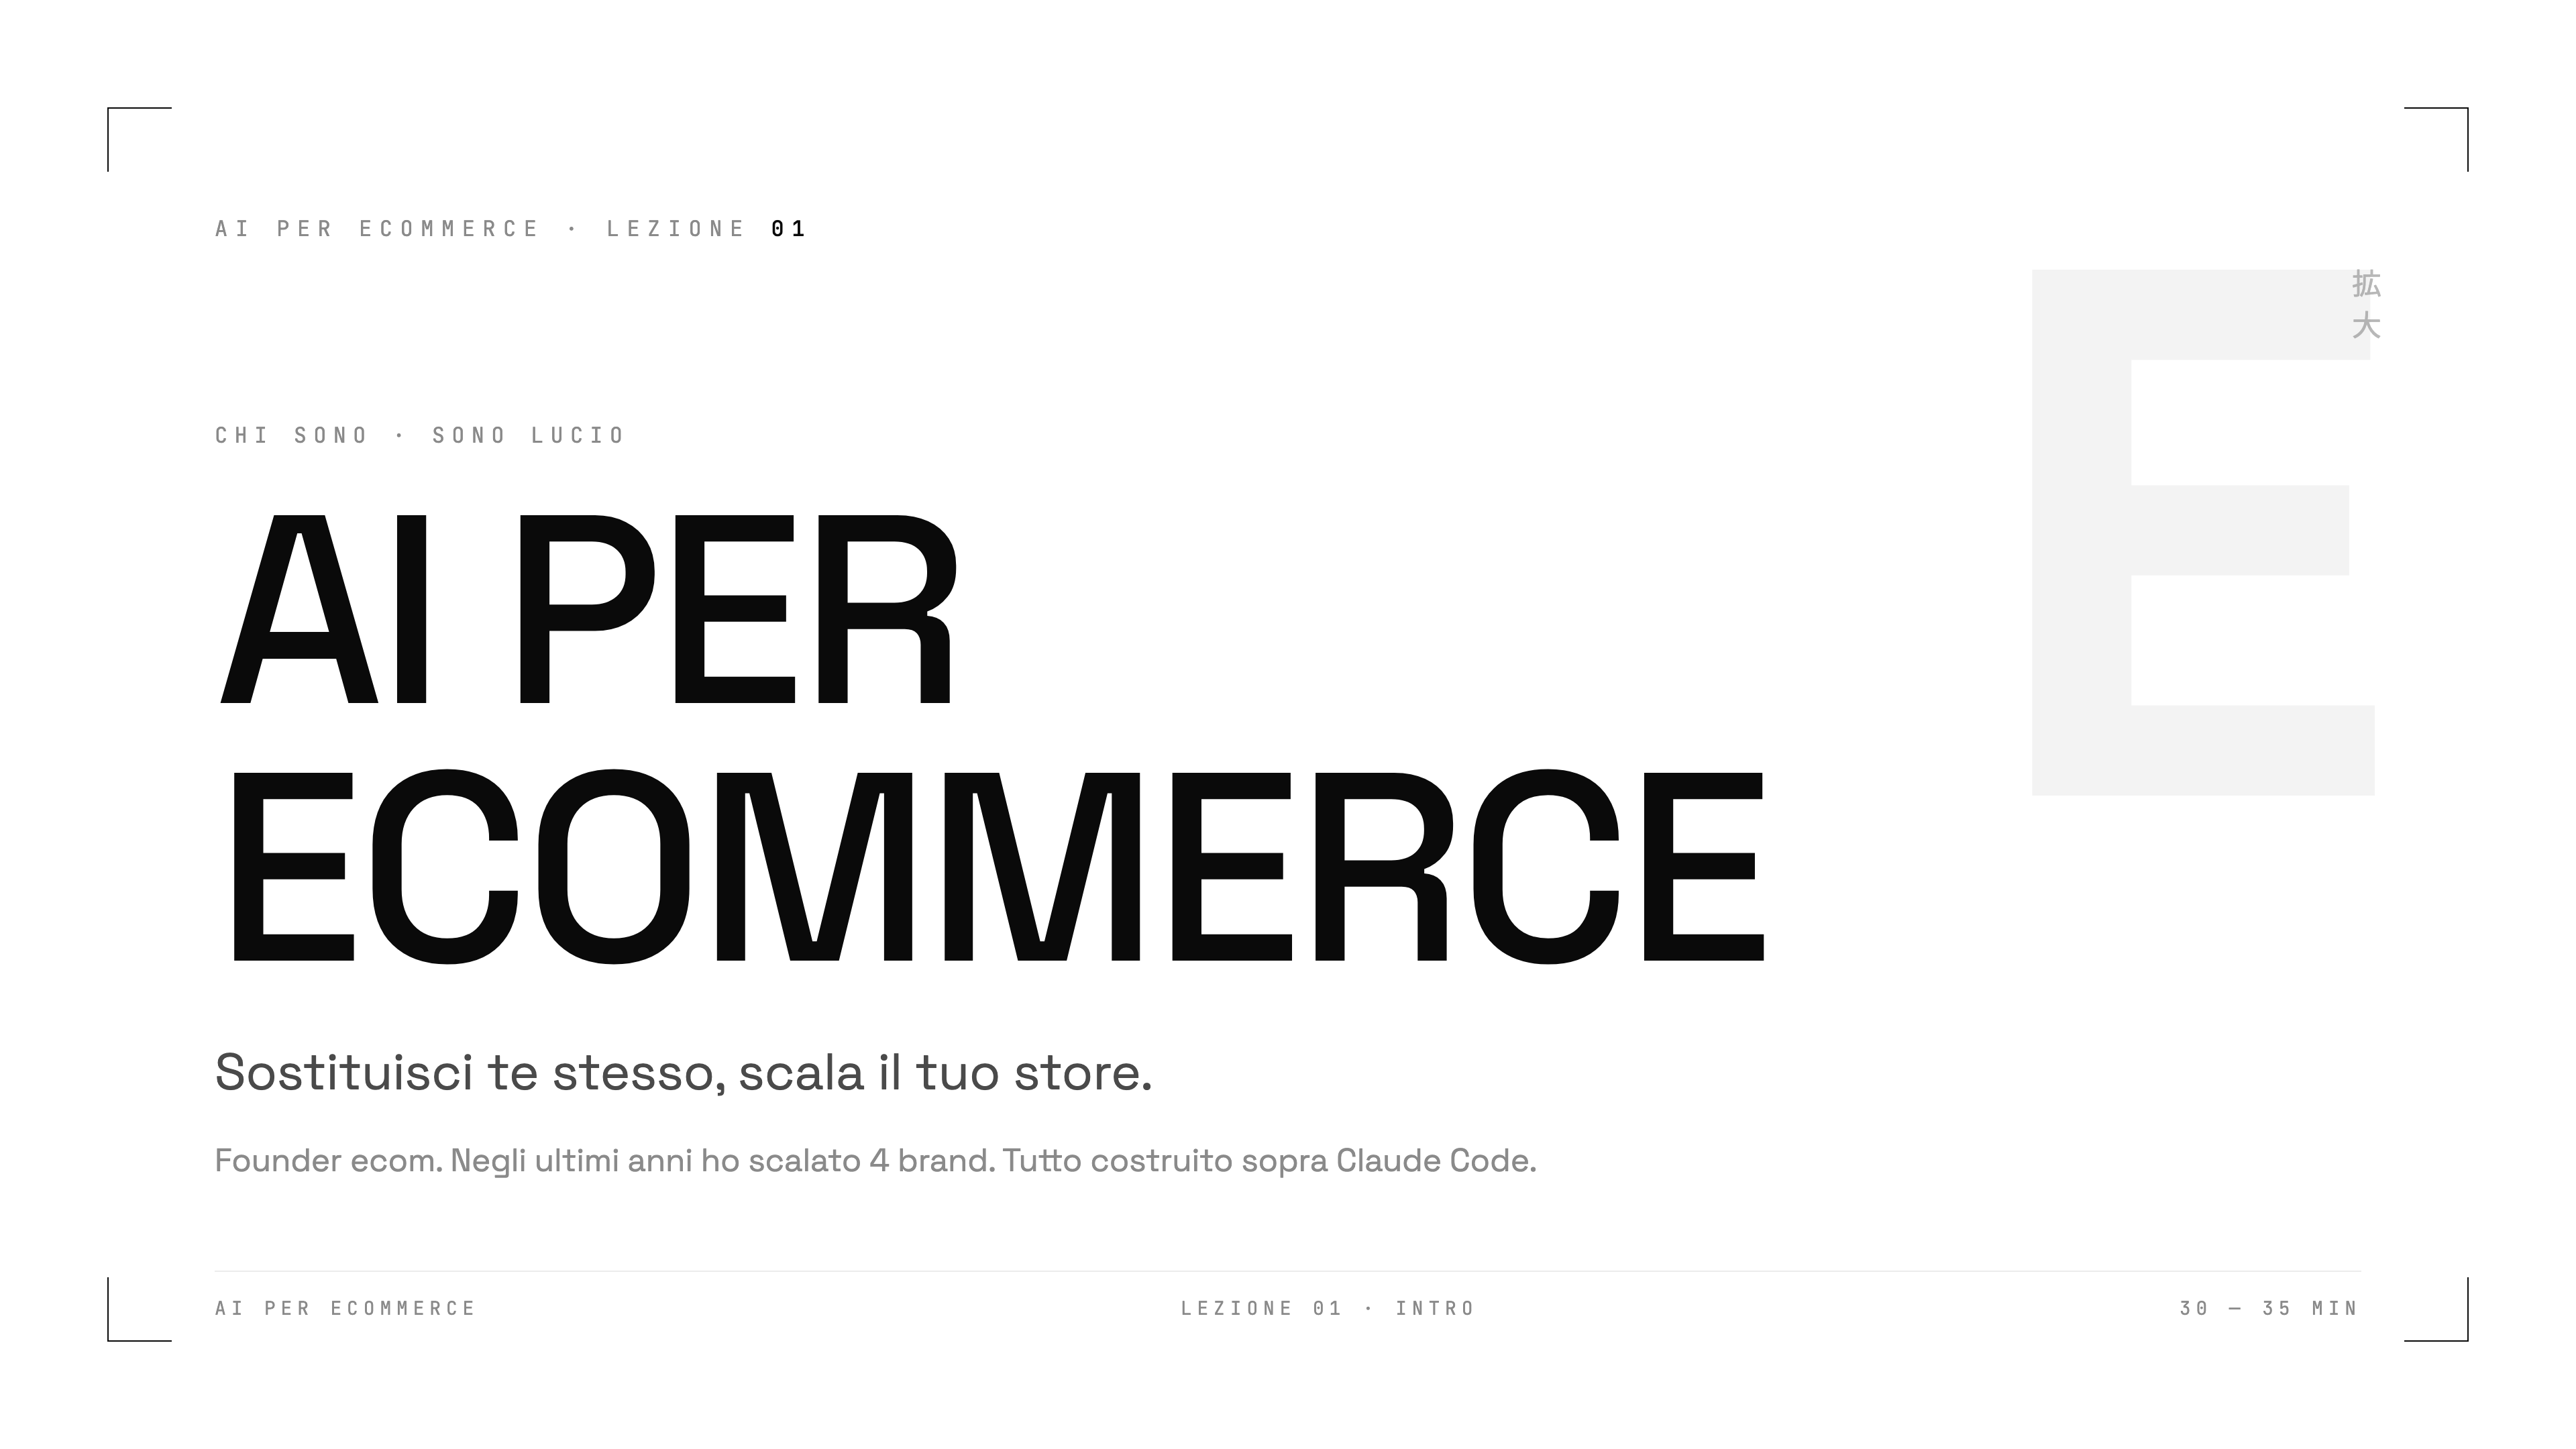 AI PER ECOMMERCE · LEZIONE 01
E
拡
大
CHI SONO · SONO LUCIO
AI PER
ECOMMERCE
Sostituisci te stesso, scala il tuo store.
Founder ecom. Negli ultimi anni ho scalato 4 brand. Tutto costruito sopra Claude Code.
AI PER ECOMMERCE
LEZIONE 01 · INTRO
30 — 35 MIN